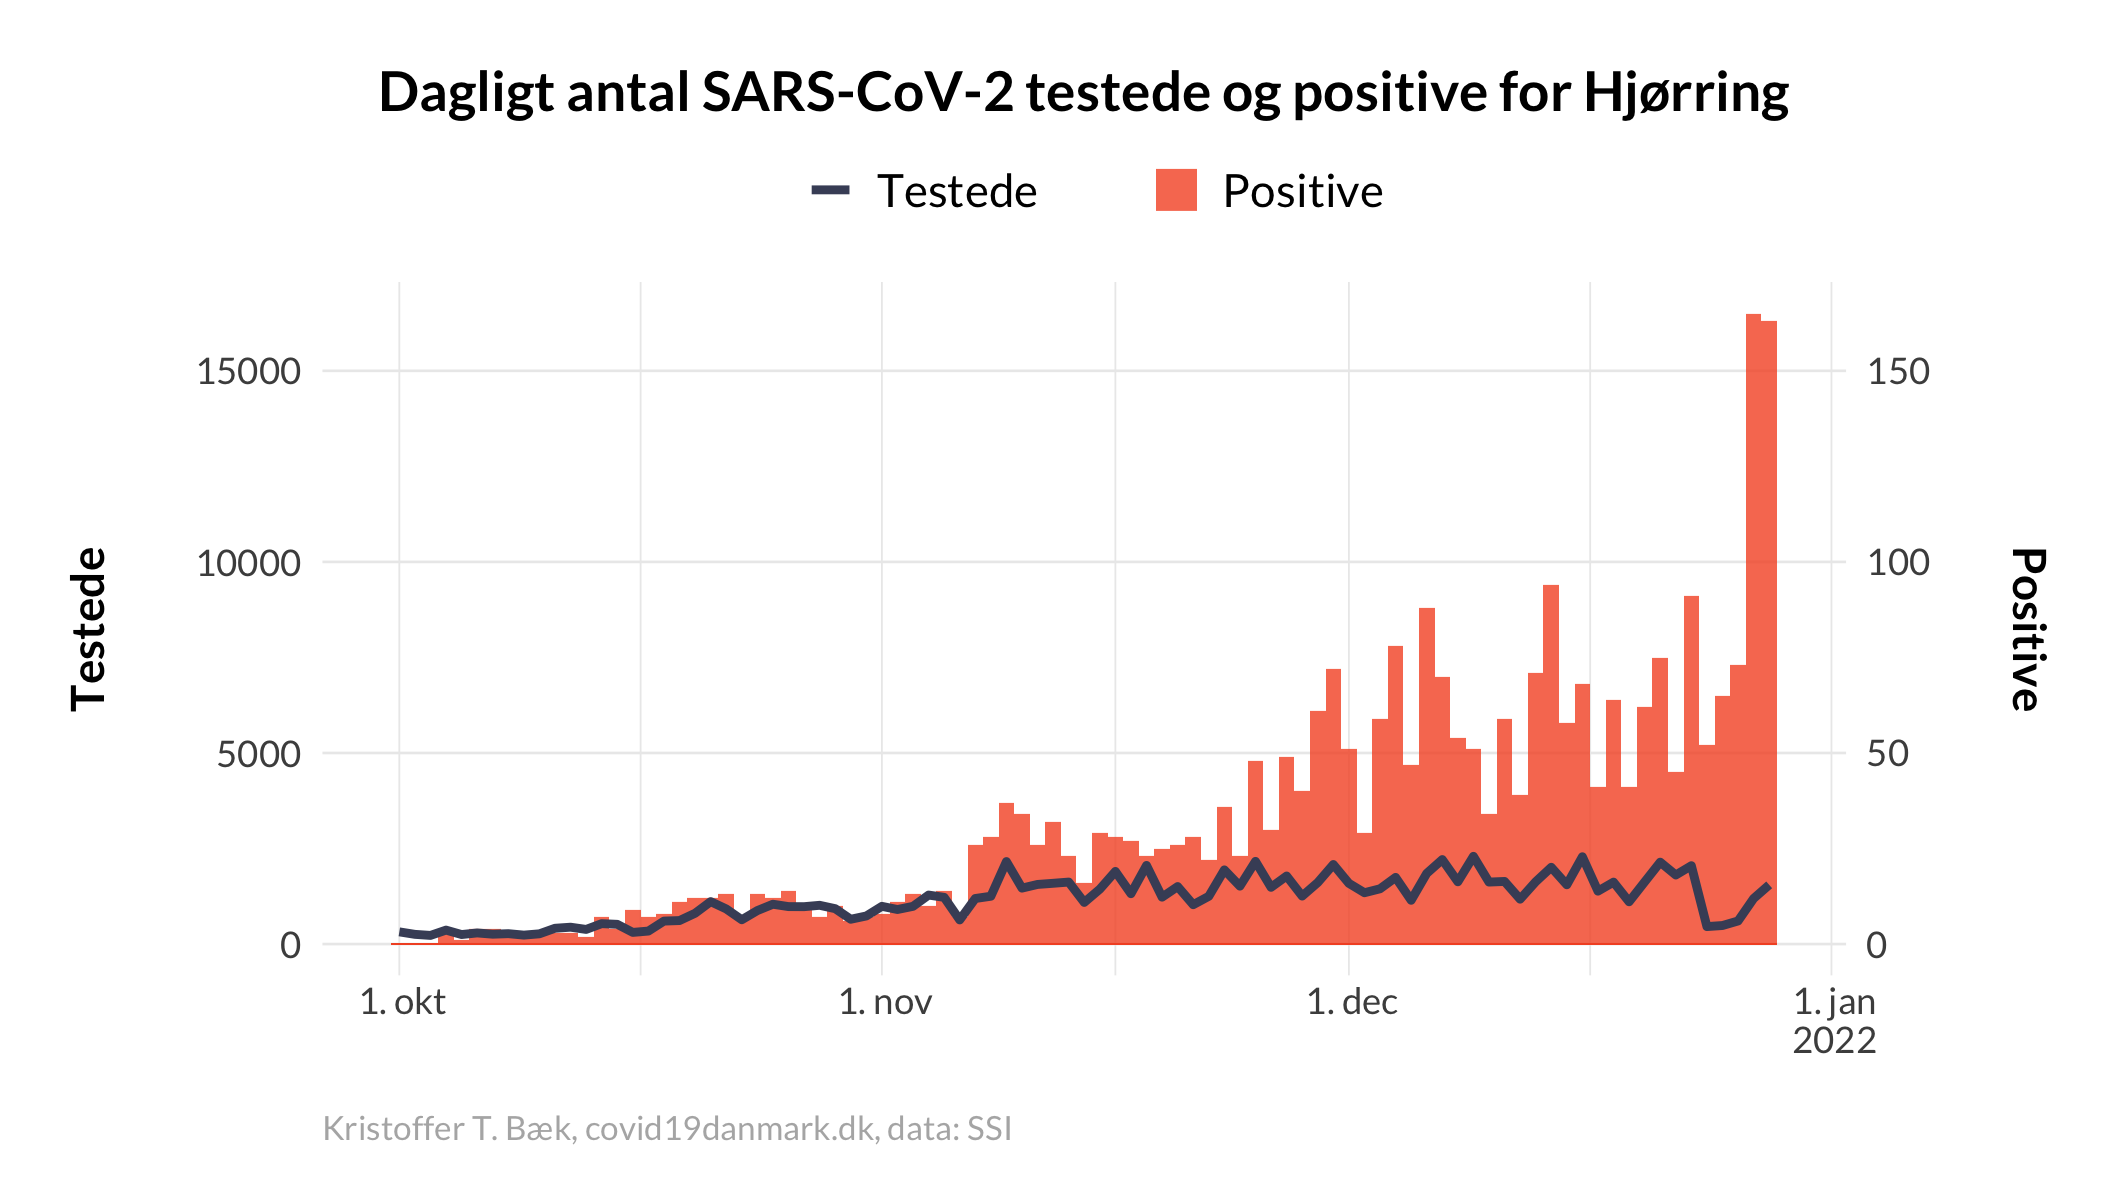 Dagligt antal SARS-CoV-2 testede og positive for Hjørring
Testede
Positive
15000
10000
5000
0
150
100
50
0
Testede
Positive
1. okt
1. nov
1. dec
1. jan
2022
Kristoffer T. Bæk, covid19danmark.dk, data: SSI